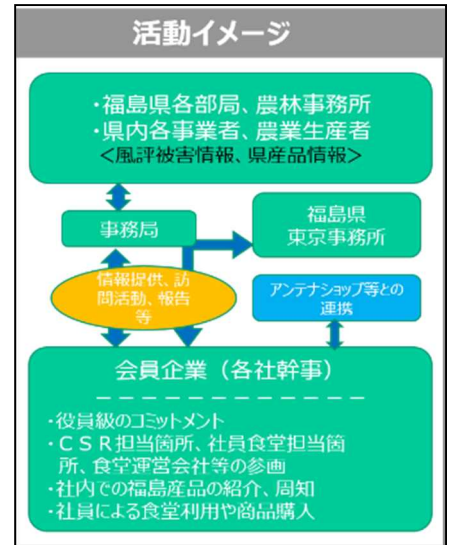 活動イメージ
・福島県各部局、農林事務所
・県内各事業者、農業生産者
<風評被害情報、県産品情報>
事務局
福島県
東京事務所
情報提供、訪
問活動、報告
等
アンテナショップ等との
連携
会員企業（各社幹事）
・役員級のコミットメント
・ＣＳＲ担当箇所、社員食堂担当箇
所、食堂運営会社等の参画
・社内での福島産品の紹介、周知
・社員による食堂利用や商品購入